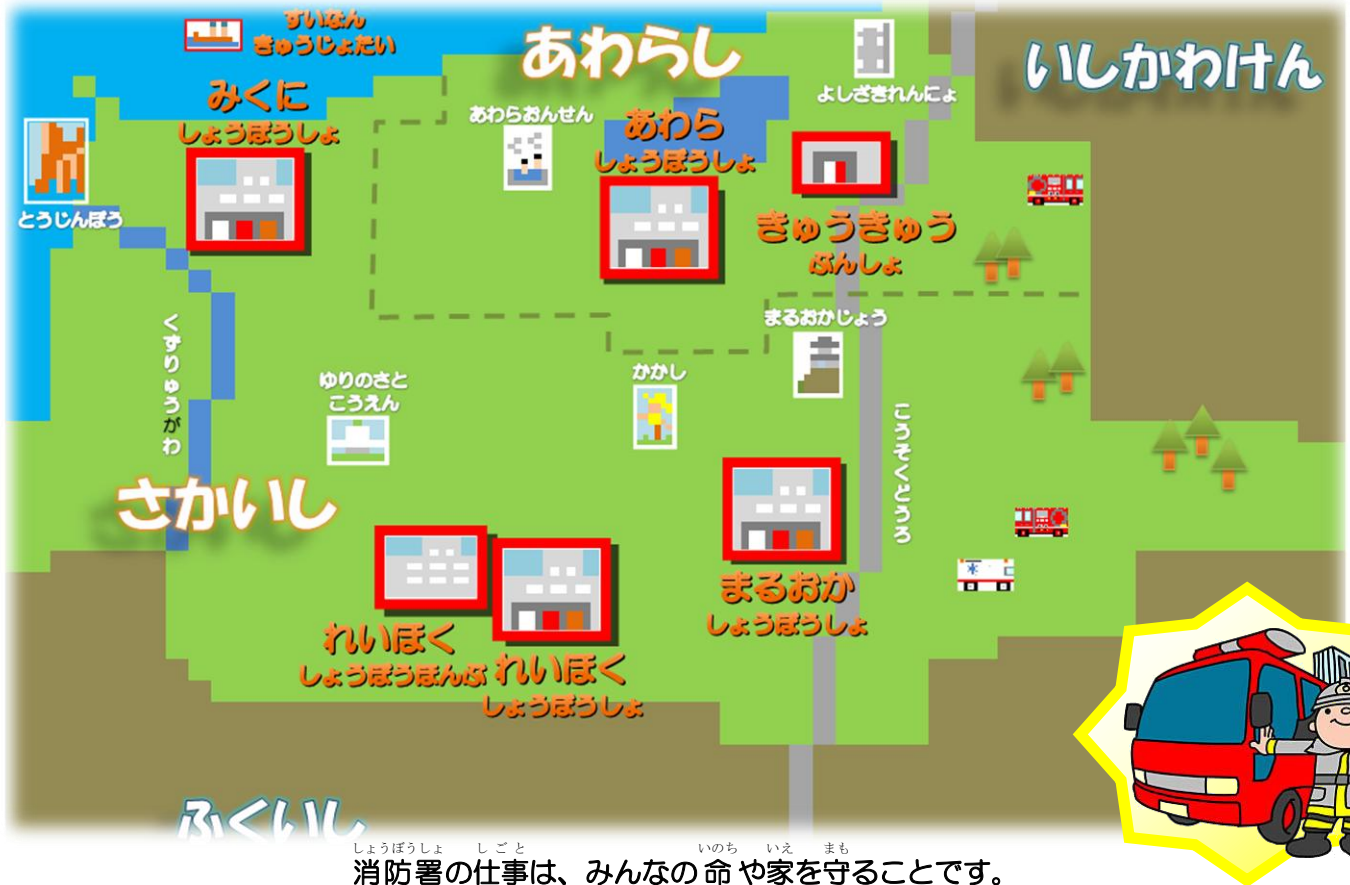 すいなん
きゅうじょたい
あわらし
いしかわけん
みくに
しょうぼうしょ
あわらおんせん
あわら
しょうぼうしょ
よしざきれんにょ
とうじんぼう
きゅうきゅう
ぶんしょ
くずりゅうがわ
まるおかじょう
ゆりのさと
こうえん
かかし
こうそくどうろ
さかいし
まるおか
しょうぼうしょ
れいほく
しょうぼうほんぶ
れいほく
しょうぼうしょ
ふくいし
しょうぼうしょ しごと いのち いえ まも
消防署の仕事は、みんなの命や家を守ることです。